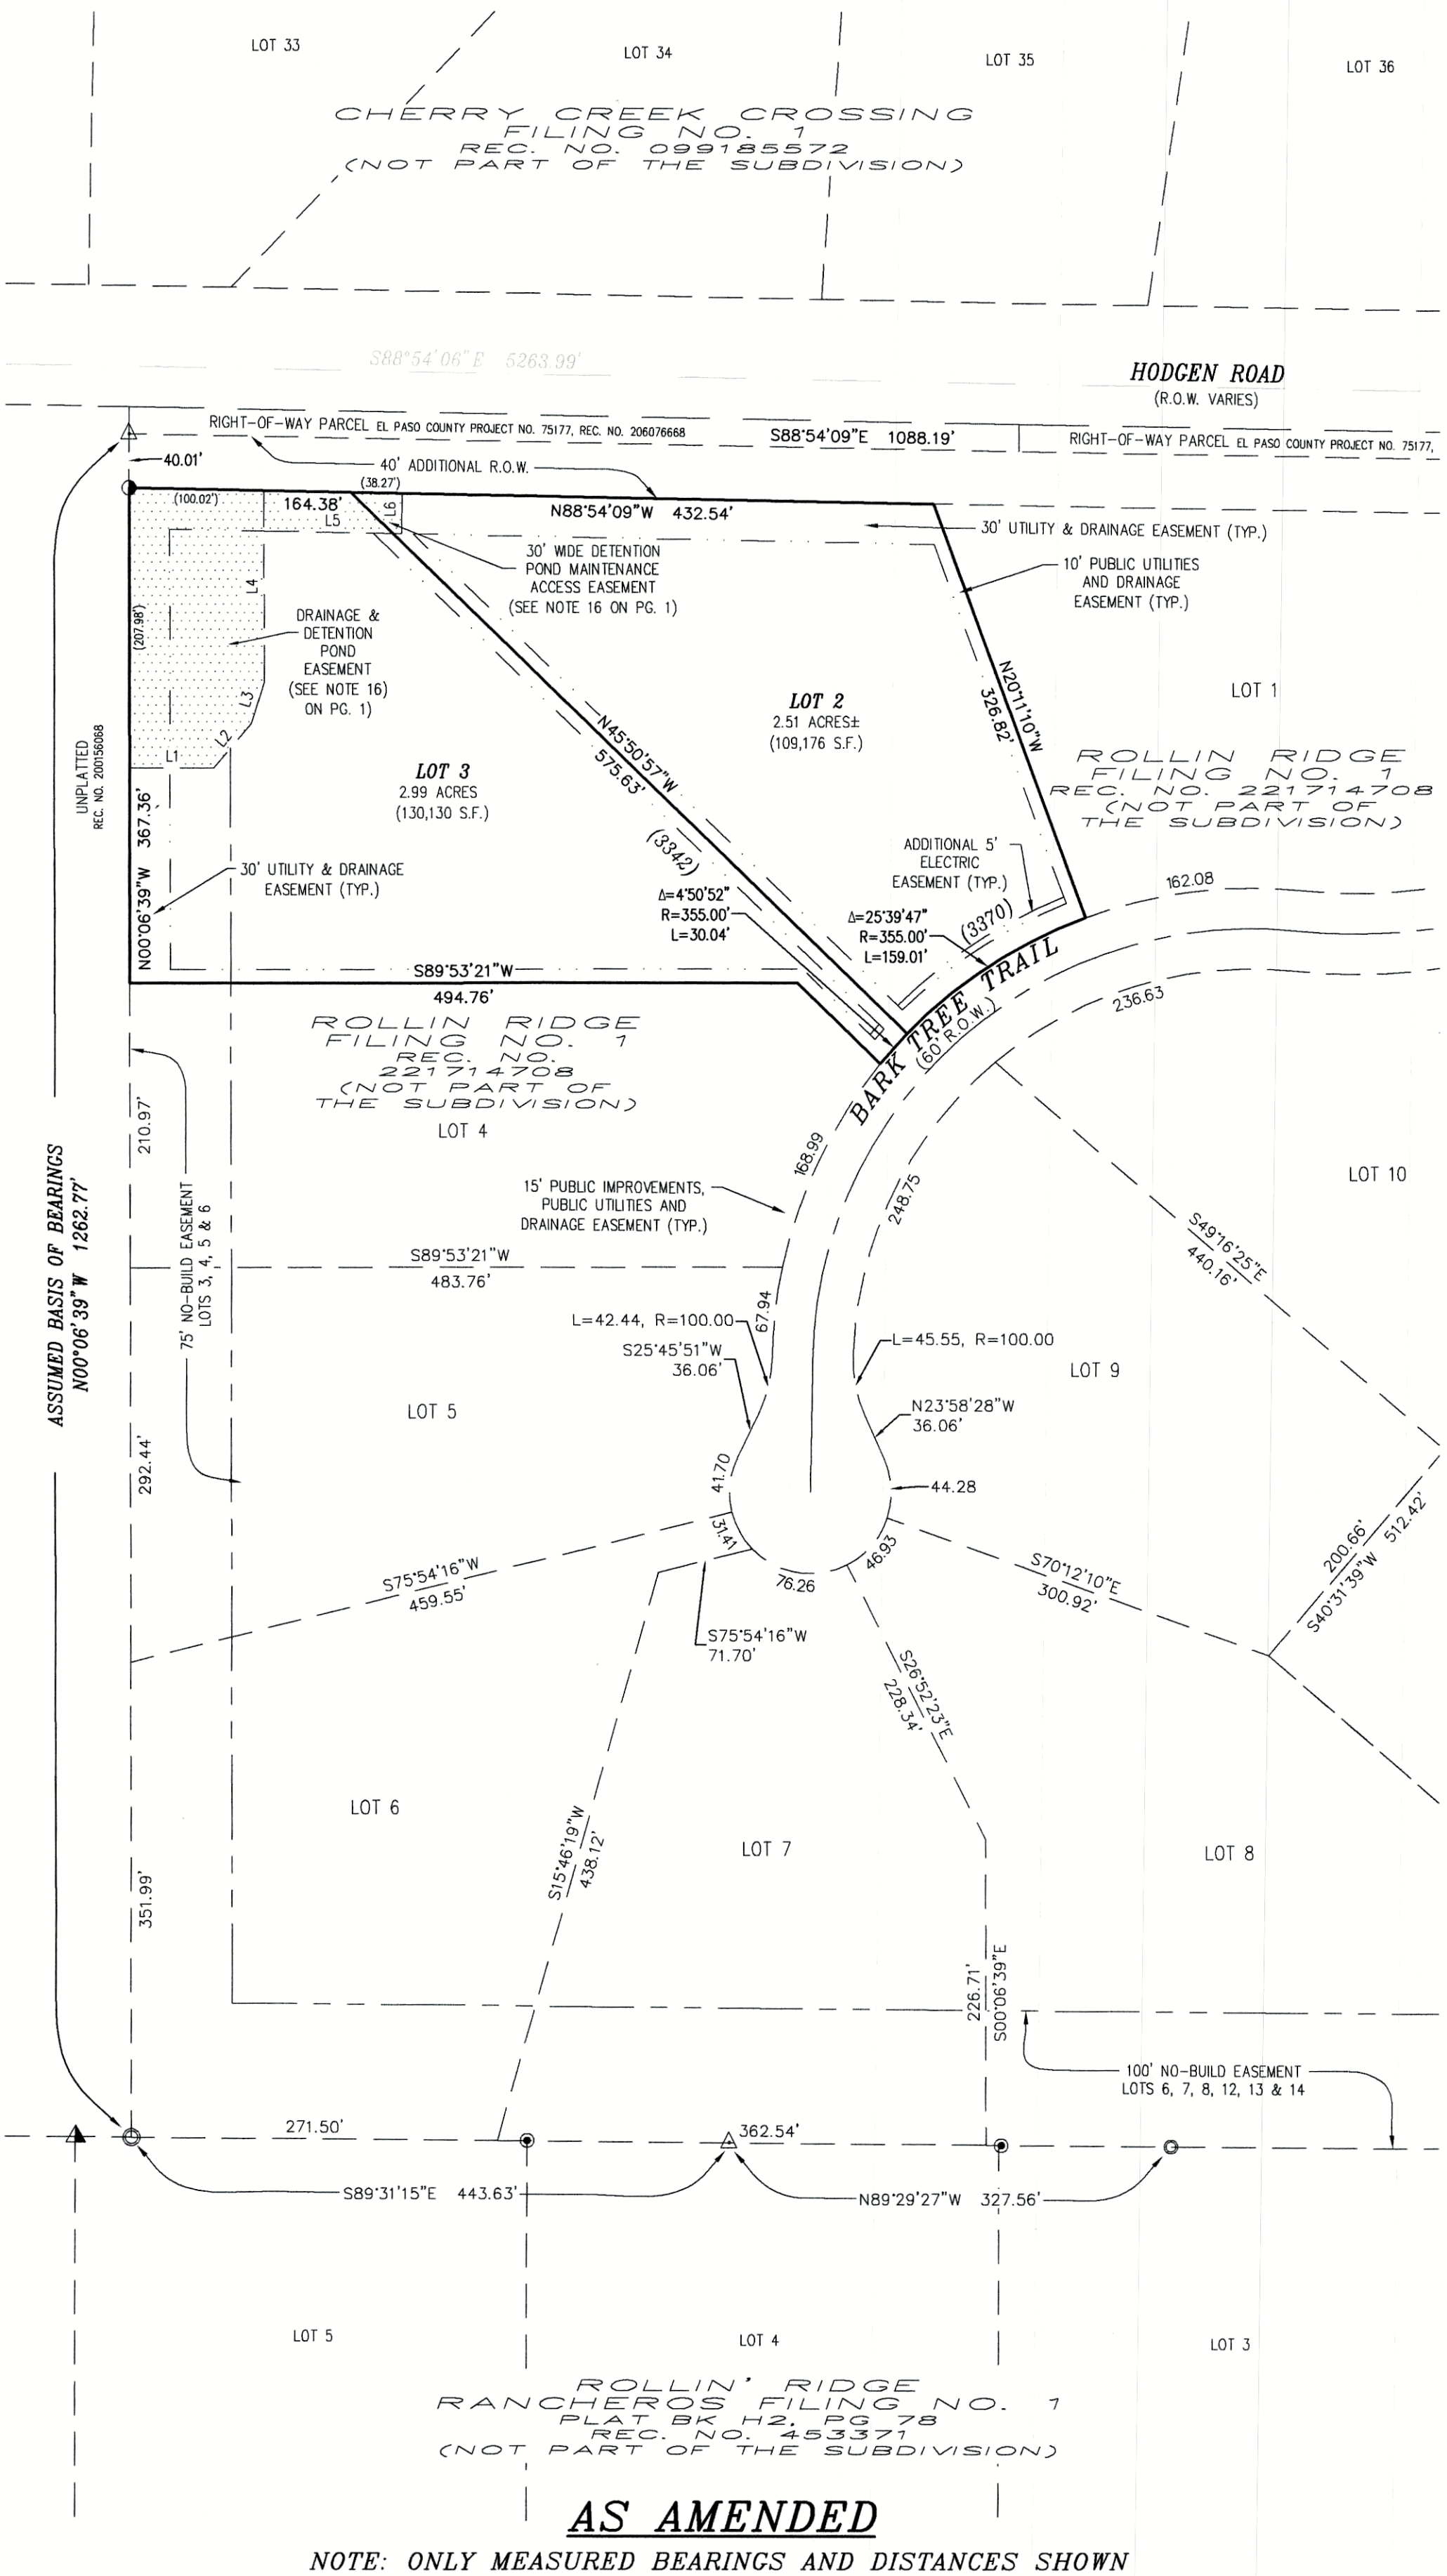 LOT 33
LOT 34
LOT 35
LOT 36
CHERRY CREEK CROSSING
FILING NO. 1
REC. NO. 099185572
(NOT PART OF THE SUBDIVISION)
S88°54'06"E 5263.99'
HODGEN ROAD
(R.O.W. VARIES)
RIGHT-OF-WAY PARCEL EL PASO COUNTY PROJECT NO. 75177, REC. NO. 206076668
S88°54'09"E 1088.19'
RIGHT-OF-WAY PARCEL EL PASO COUNTY PROJECT NO. 75177,
40.01'
40' ADDITIONAL R.O.W.
(100.02')
164.38'
(38.27')
L5
L6
N88°54'09"W 432.54'
30' UTILITY & DRAINAGE EASEMENT (TYP.)
30' WIDE DETENTION
POND MAINTENANCE
ACCESS EASEMENT
(SEE NOTE 16 ON PG. 1)
10' PUBLIC UTILITIES
AND DRAINAGE
EASEMENT (TYP.)
L4
(207.98')
DRAINAGE &
DETENTION
POND
EASEMENT
(SEE NOTE 16)
ON PG. 1)
L3
L2
L1
N20°11'10"W
326.82'
LOT 1
LOT 2
2.51 ACRES±
(109,176 S.F.)
N45°50'57"W
575.63'
UNPLATTED
REC. NO. 200156068
LOT 3
2.99 ACRES
(130,130 S.F.)
ROLLIN RIDGE
FILING NO. 1
REC. NO. 221714708
(NOT PART OF
THE SUBDIVISION)
(3342)
N00°06'39"W 367.36'
30' UTILITY & DRAINAGE
EASEMENT (TYP.)
ADDITIONAL 5'
ELECTRIC
EASEMENT (TYP.)
162.08
Δ=4°50'52"
R=355.00'
L=30.04'
Δ=25°39'47"
R=355.00'
L=159.01'
(3370)
S89°53'21"W
494.76'
BARK TREE TRAIL
(60' R.O.W.)
236.63
ROLLIN RIDGE
FILING NO. 1
REC. NO.
221714708
(NOT PART OF
THE SUBDIVISION)
LOT 4
210.97'
168.99
248.75
LOT 10
ASSUMED BASIS OF BEARINGS
N00°06'39"W 1262.77'
75' NO-BUILD EASEMENT
LOTS 3, 4, 5 & 6
15' PUBLIC IMPROVEMENTS,
PUBLIC UTILITIES AND
DRAINAGE EASEMENT (TYP.)
S49°16'25"E
440.16'
S89°53'21"W
483.76'
67.94
L=42.44, R=100.00
L=45.55, R=100.00
S25°45'51"W
36.06'
LOT 9
LOT 5
N23°58'28"W
36.06'
292.44'
41.70
44.28
31.41
46.93
76.26
200.66'
S40°31'39"W 512.42'
S75°54'16"W
459.55'
S70°12'10"E
300.92'
S75°54'16"W
71.70'
S26°52'23"E
228.34'
LOT 6
LOT 7
LOT 8
S15°46'19"W
438.12'
351.99'
226.71'
S00°06'39"E
100' NO-BUILD EASEMENT
LOTS 6, 7, 8, 12, 13 & 14
271.50'
362.54'
S89°31'15"E 443.63'
N89°29'27"W 327.56'
LOT 5
LOT 4
LOT 3
ROLLIN' RIDGE
RANCHEROS FILING NO. 1
PLAT BK H2, PG 78
REC. NO. 453371
(NOT PART OF THE SUBDIVISION)
AS AMENDED
NOTE: ONLY MEASURED BEARINGS AND DISTANCES SHOWN